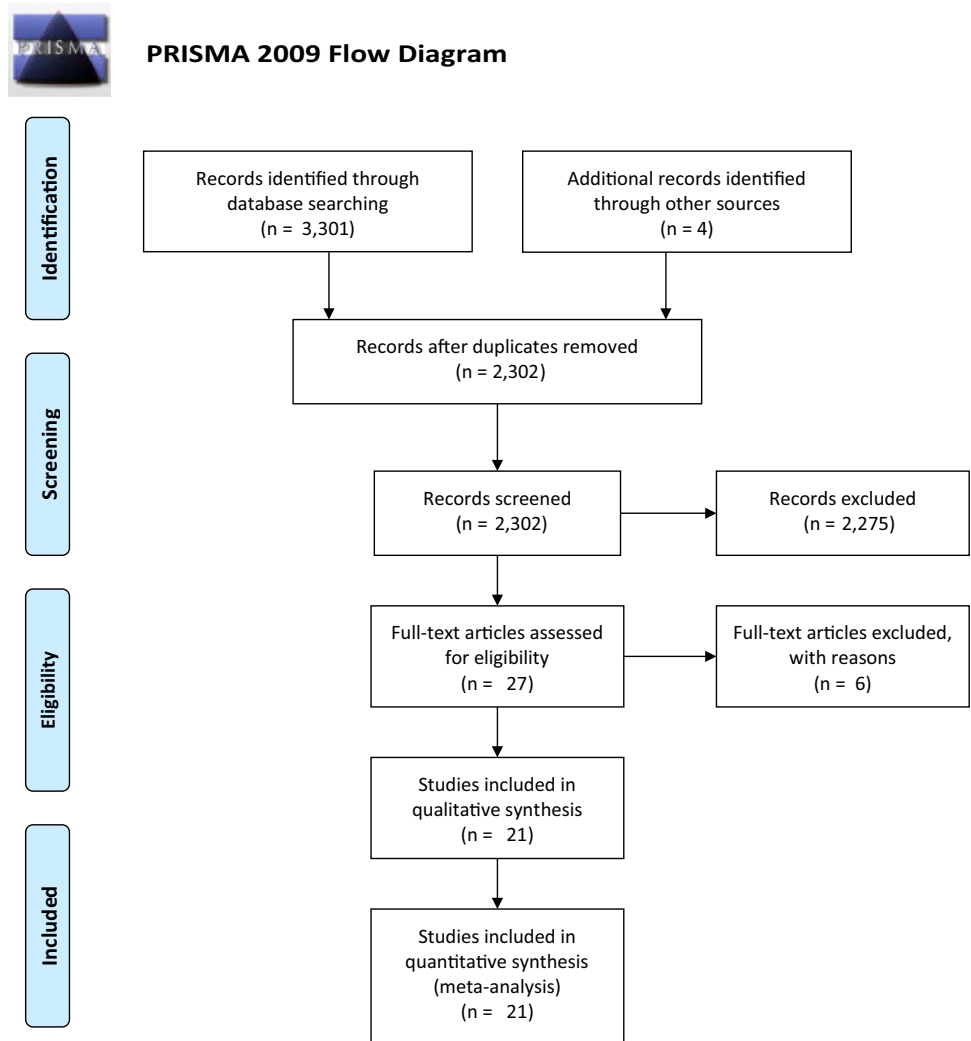 PRISMA
PRISMA 2009 Flow Diagram
Identification
Records identified through
database searching
(n = 3,301)
Additional records identified
through other sources
(n = 4)
Records after duplicates removed
(n = 2,302)
Screening
Records screened
(n = 2,302)
Records excluded
(n = 2,275)
Eligibility
Full-text articles assessed
for eligibility
(n = 27)
Full-text articles excluded,
with reasons
(n = 6)
Studies included in
qualitative synthesis
(n = 21)
Included
Studies included in
quantitative synthesis
(meta-analysis)
(n = 21)